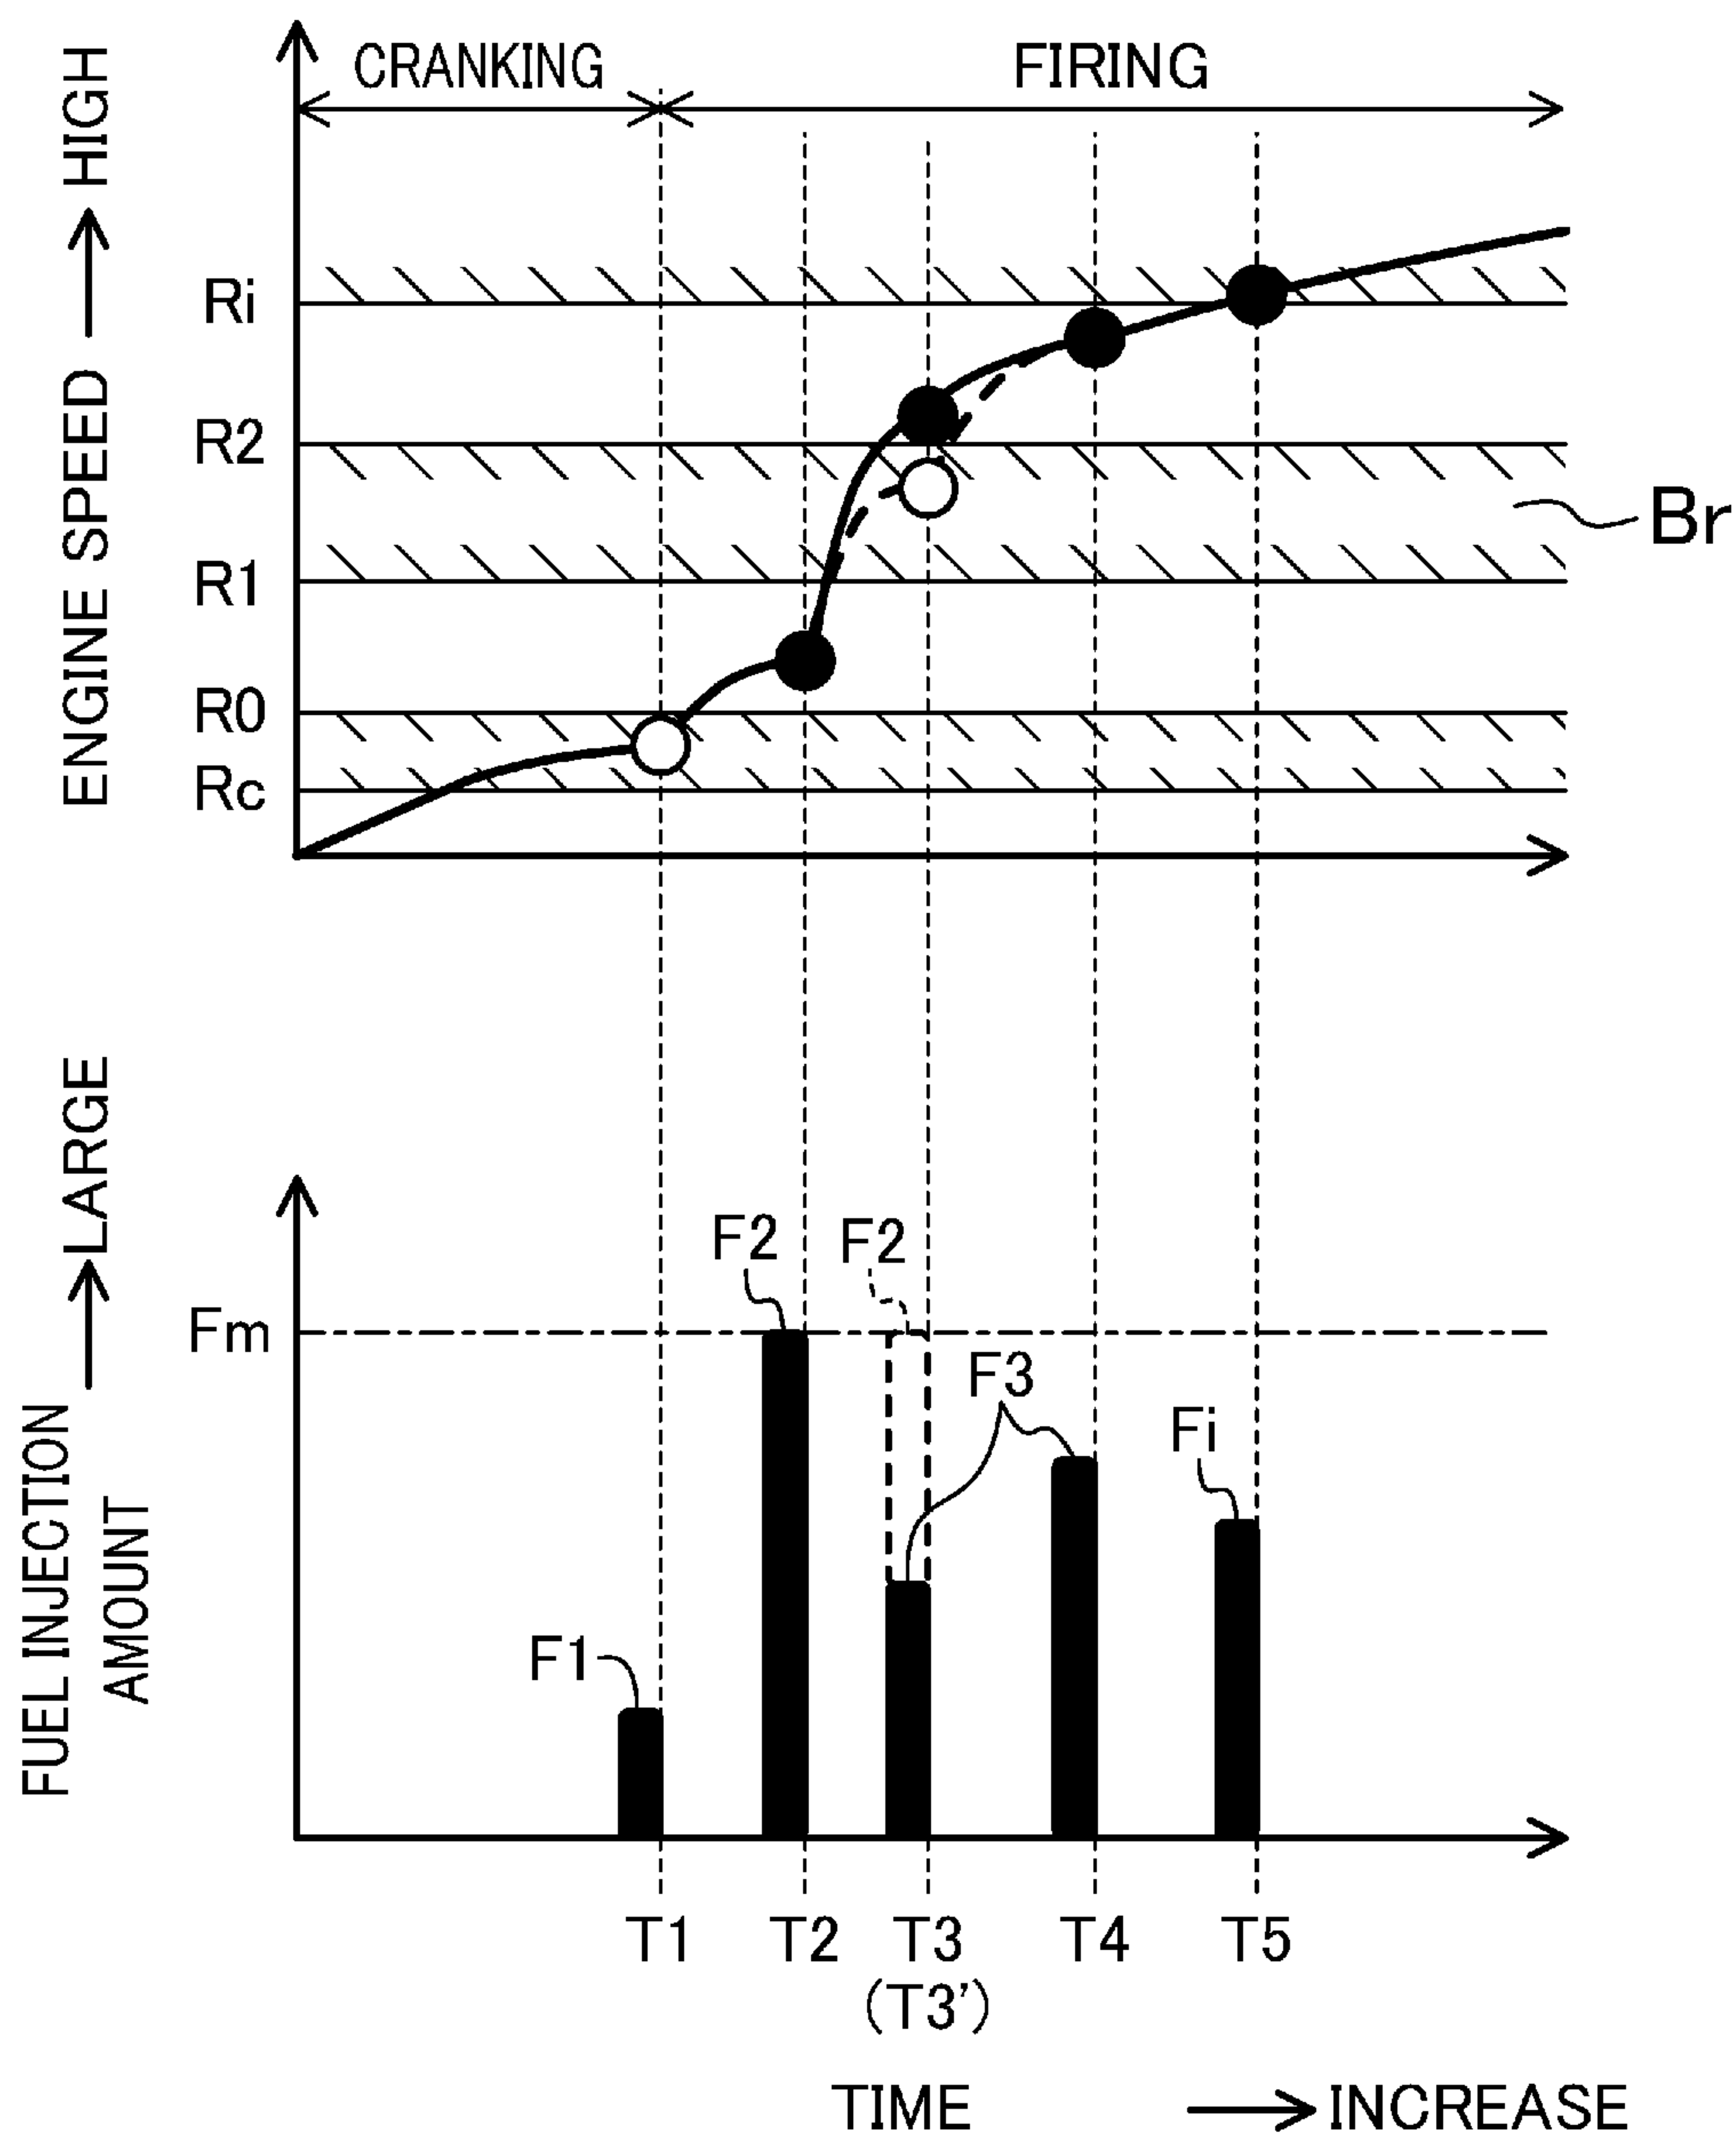 CRANKING
FIRING
ENGINE SPEED → HIGH
Ri
R2
Br
R1
R0
Rc
FUEL INJECTION
AMOUNT
→LARGE
F2
F2
Fm
F3
Fi
F1
T1
T2
T3
T4
T5
(T3')
TIME
→INCREASE